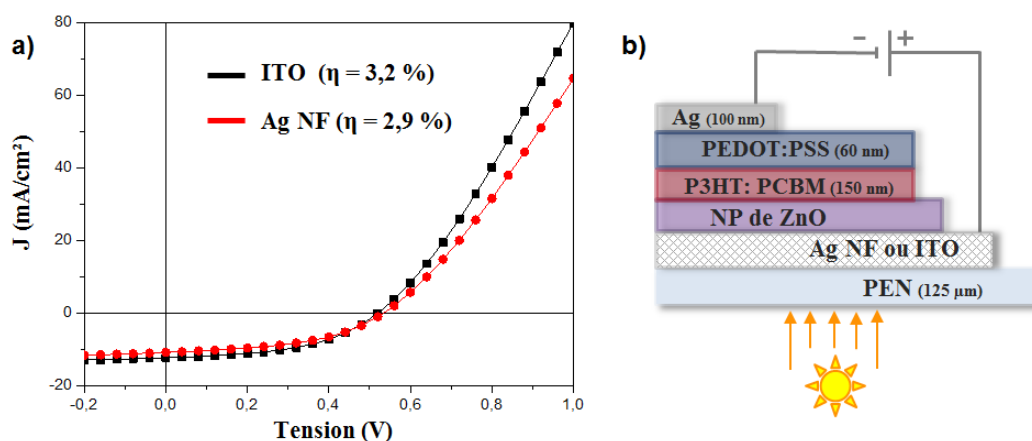 a)
80
60
40
20
0
-20
J (mA/cm²)
ITO (η = 3,2 %)
Ag NF (η = 2,9 %)
-0,2 0,0 0,2 0,4 0,6 0,8 1,0
Tension (V)
b)
− +
Ag (100 nm)
PEDOT:PSS (60 nm)
P3HT: PCBM (150 nm)
NP de ZnO
Ag NF ou ITO
PEN (125 µm)